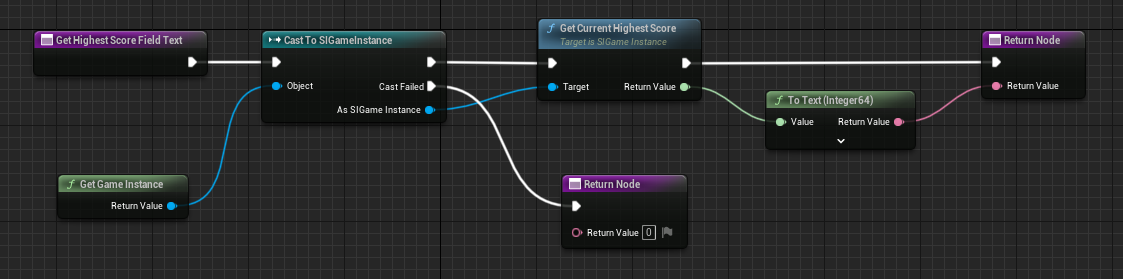 Get Highest Score Field Text
Cast To SIGameInstance
Object
Cast Failed
As SIGame Instance
f Get Current Highest Score
Target is SIGame Instance
Target
Return Value
Return Node
Return Value
f To Text (Integer64)
Value
Return Value
f Get Game Instance
Return Value
Return Node
Return Value 0